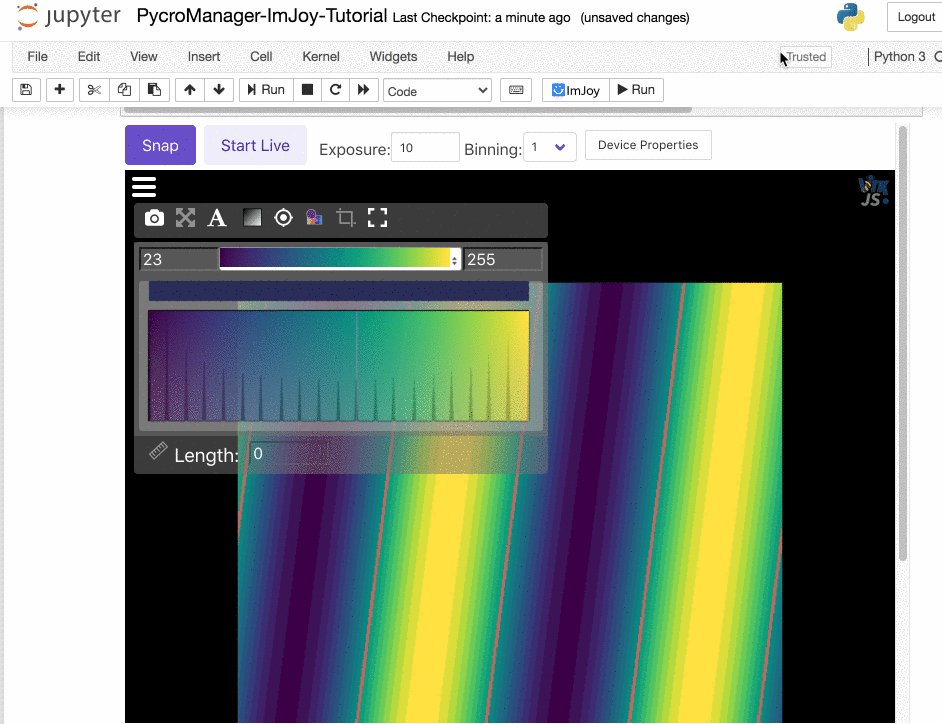 jupyter PycroManager-ImJoy-Tutorial Last Checkpoint: a minute ago (unsaved changes) Logout
File Edit View Insert Cell Kernel Widgets Help Trusted Python 3
Run Code ImJoy Run
Snap Start Live Exposure: 10 Binning: 1 Device Properties
VTK
JS
A
23 255
Length: 0